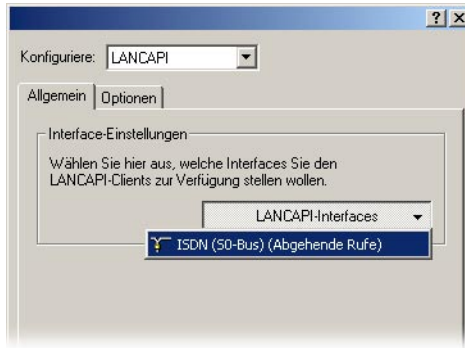 Konfiguriere: LANCAPI
Allgemein Optionen
Interface-Einstellungen
Wählen Sie hier aus, welche Interfaces Sie den
LANCAPI-Clients zur Verfügung stellen wollen.
LANCAPI-Interfaces
ISDN (S0-Bus) (Abgehende Rufe)